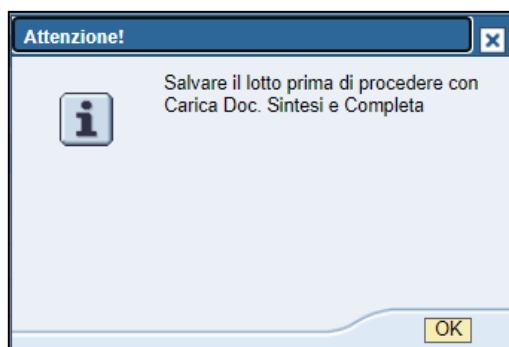 Attenzione!
Salvare il lotto prima di procedere con
Carica Doc. Sintesi e Completa
OK